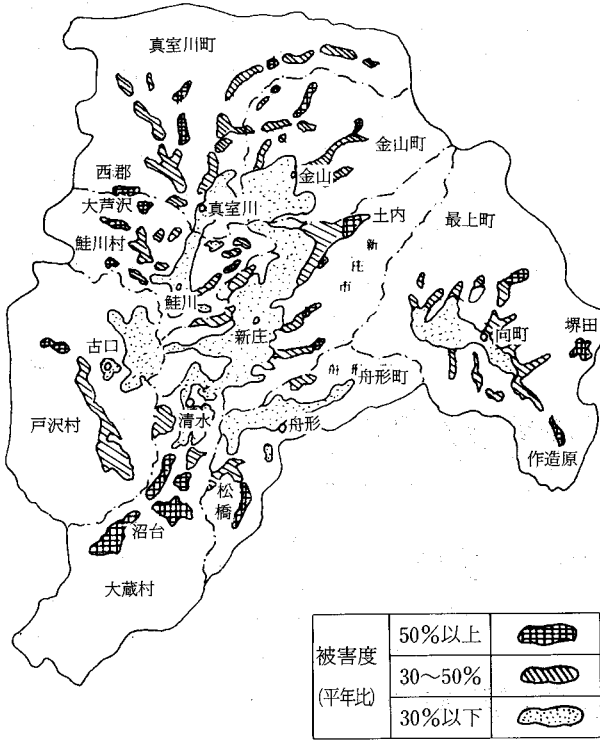 真室川町
金山町
西郡
金山
大芦沢
真室川
土内
最上町
鮭川村
新庄市
鮭川
新庄
向町
堺田
古口
舟形町
戸沢村
清水
舟形
作造原
松橋
沼台
大蔵村
被害度
(平年比)
50%以上
30〜50%
30%以下